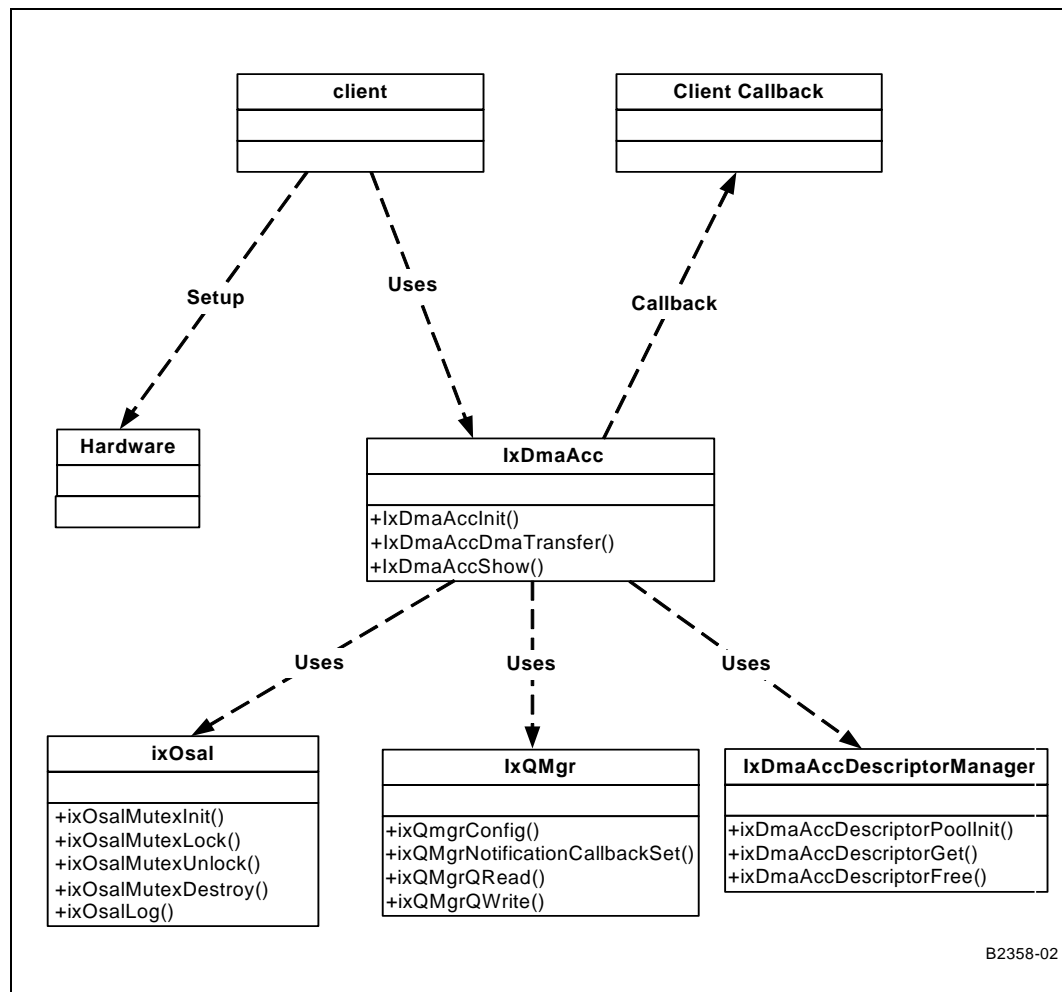 client
Client Callback
Setup
Uses
Callback
Hardware
IxDmaAcc
+IxDmaAccInit()
+IxDmaAccDmaTransfer()
+IxDmaAccShow()
Uses
Uses
Uses
ixOsal
+ixOsalMutexInit()
+ixOsalMutexLock()
+ixOsalMutexUnlock()
+ixOsalMutexDestroy()
+ixOsalLog()
IxQMgr
+ixQmgrConfig()
+ixQMgrNotificationCallbackSet()
+ixQMgrQRead()
+ixQMgrQWrite()
IxDmaAccDescriptorManager
+ixDmaAccDescriptorPoolInit()
+ixDmaAccDescriptorGet()
+ixDmaAccDescriptorFree()
B2358-02